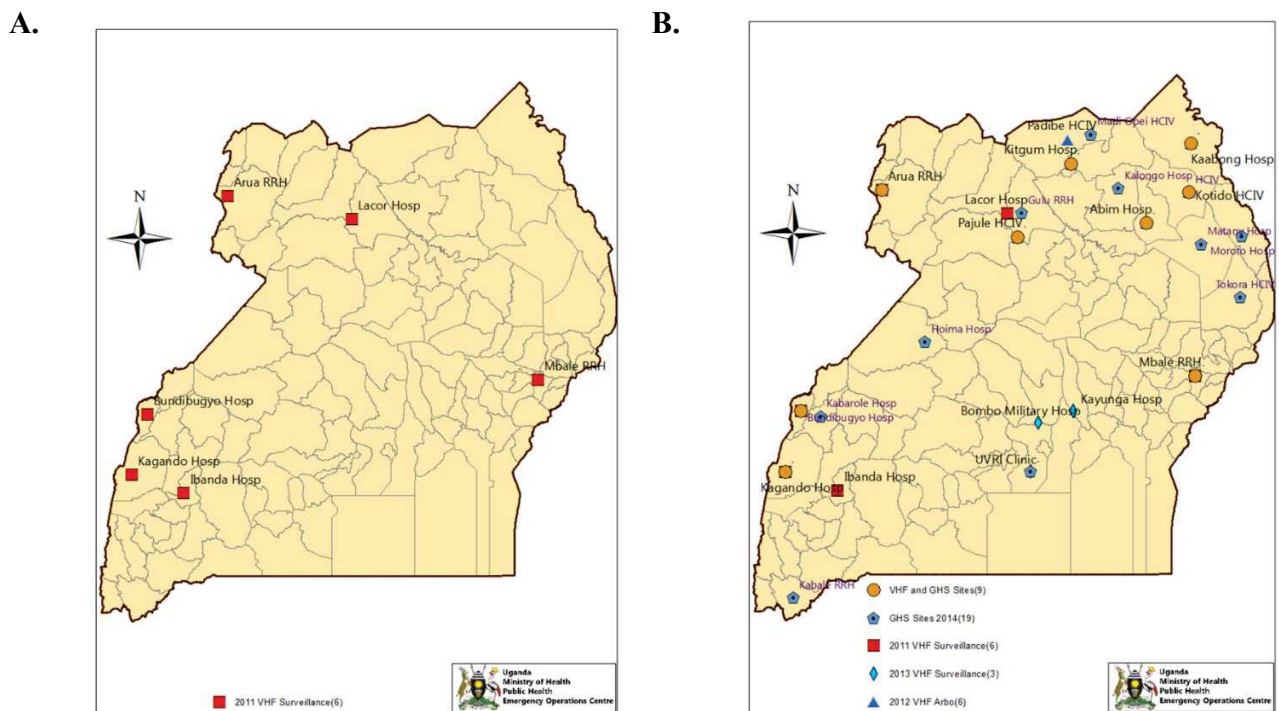 A.
N
Arua RRH
Lacor Hosp
Mbale RRH
Bundibugyo Hosp
Kagando Hosp
Ibanda Hosp
2011 VHF Surveillance(6)
Uganda
Ministry of Health
Public Health
Emergency Operations Centre
B.
N
Padibe HCIV
Madi Opei HCIV
Kitgum Hosp.
Kaabong Hosp
Arua RRH
Kalongo Hosp
HCIV
Kotido HCIV
Lacor Hosp
Gulu RRH
Abim Hosp.
Pajule HCIV.
Matany Hosp
Moroto Hosp
Tokora HCIV
Hoima Hosp
Mbale RRH.
Kabarole Hosp
Bundibugyo Hosp
Bombo Military Hosp
Kayunga Hosp
UVRI Clinic.
Kagando Hosp
Ibanda Hosp
Kabale RRH
VHF and GHS Sites(9)
GHS Sites 2014(19)
2011 VHF Surveillance(6)
2013 VHF Surveillance(3)
2012 VHF Arbo(6)
Uganda
Ministry of Health
Public Health
Emergency Operations Centre